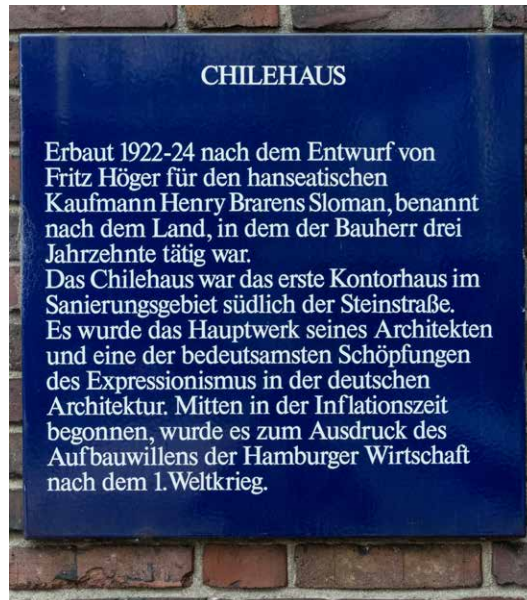 CHILEHAUS
Erbaut 1922-24 nach dem Entwurf von
Fritz Höger für den hanseatischen
Kaufmann Henry Brarens Sloman, benannt
nach dem Land, in dem der Bauherr drei
Jahrzehnte tätig war.
Das Chilehaus war das erste Kontorhaus im
Sanierungsgebiet südlich der Steinstraße.
Es wurde das Hauptwerk seines Architekten
und eine der bedeutsamsten Schöpfungen
des Expressionismus in der deutschen
Architektur. Mitten in der Inflationszeit
begonnen, wurde es zum Ausdruck des
Aufbauwillens der Hamburger Wirtschaft
nach dem 1.Weltkrieg.